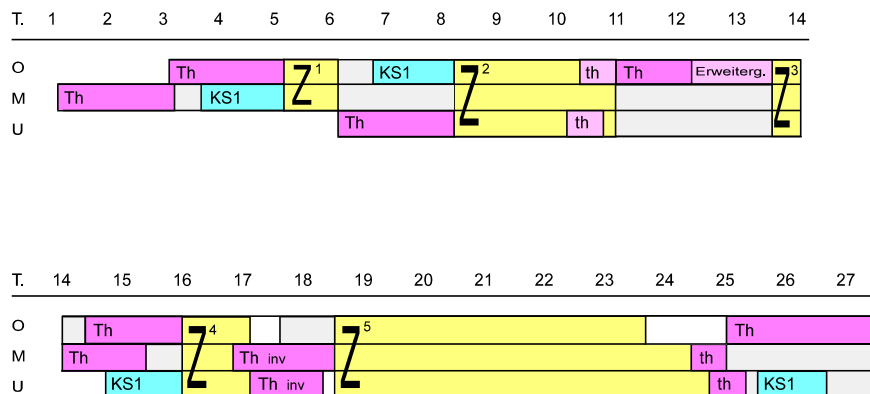 T. 1 2 3 4 5 6 7 8 9 10 11 12 13 14
O Th Z 1 KS1 Z 2 th Th Erweiterg. Z 3
M Th KS1
U Th th
T. 14 15 16 17 18 19 20 21 22 23 24 25 26 27
O Th Z 4 Z 5 Th
M Th Th inv th
U KS1 Th inv th KS1